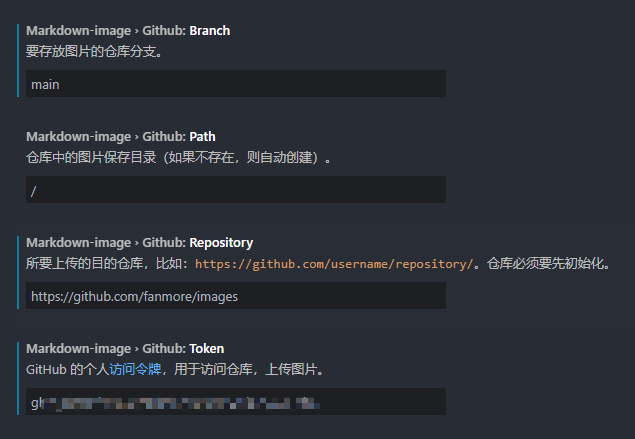 Markdown-image › Github: Branch
要存放图片的仓库分支。
main
Markdown-image › Github: Path
仓库中的图片保存目录（如果不存在，则自动创建）。
/
Markdown-image › Github: Repository
所要上传的目的仓库，比如：https://github.com/username/repository/。仓库必须要先初始化。
https://github.com/fanmore/images
Markdown-image › Github: Token
GitHub 的个人访问令牌，用于访问仓库，上传图片。